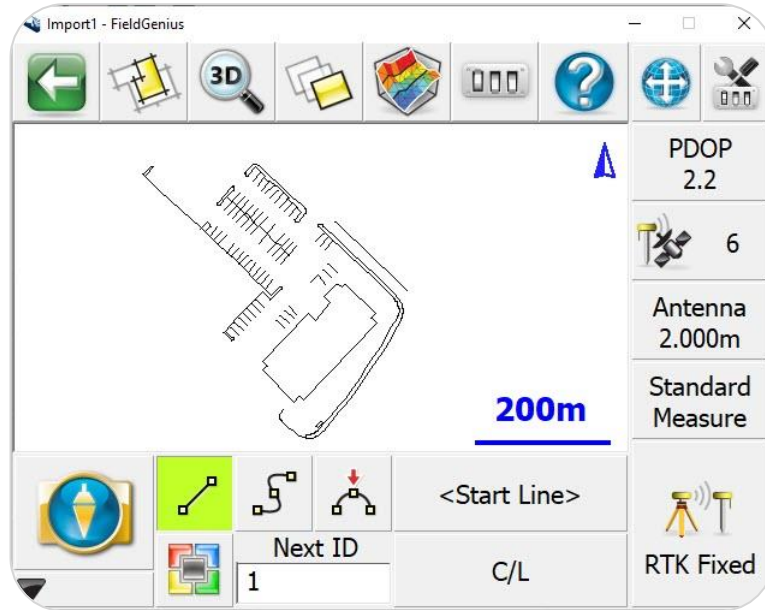 Import1 - FieldGenius
3D
PDOP
2.2
6
Antenna
2.000m
Standard
Measure
200m
<Start Line>
Next ID
1
C/L
RTK Fixed